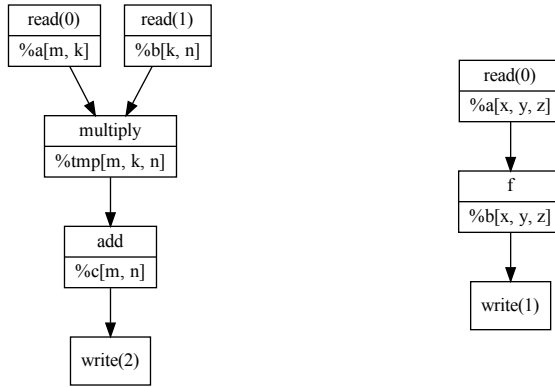 read(0)
%a[m, k]
read(1)
%b[k, n]
multiply
%tmp[m, k, n]
add
%c[m, n]
write(2)
read(0)
%a[x, y, z]
f
%b[x, y, z]
write(1)